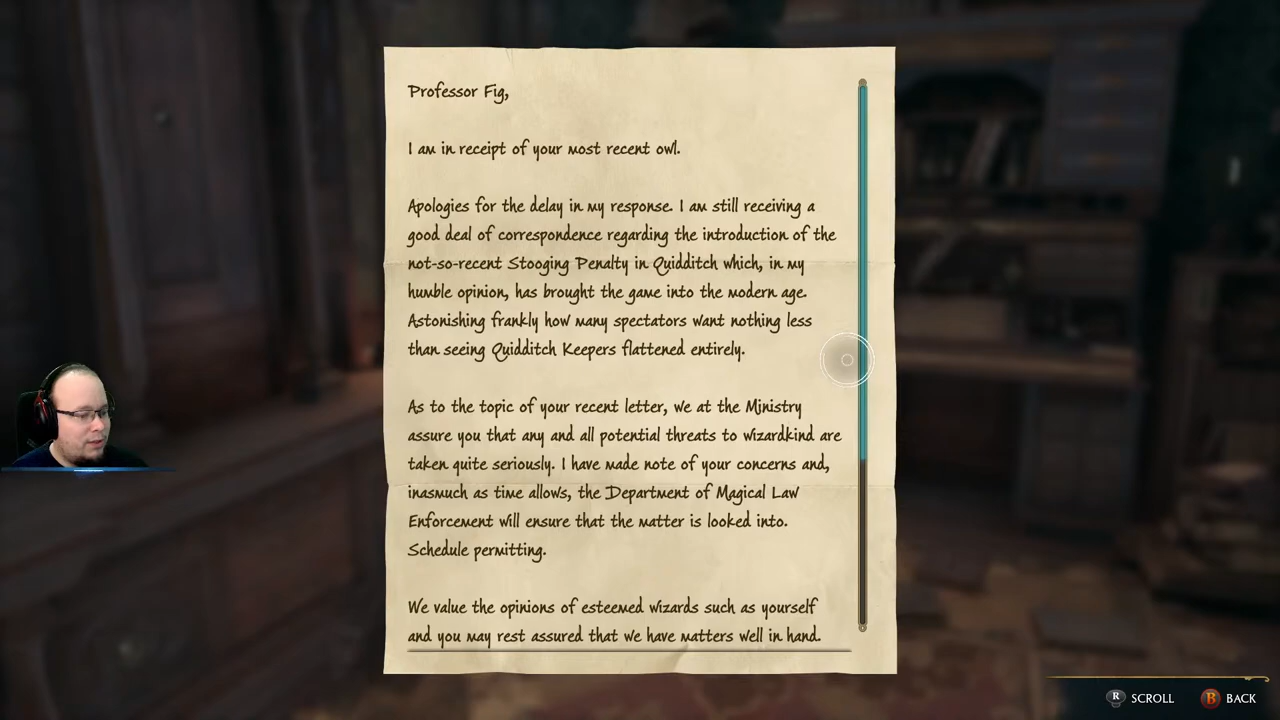 Professor Fig,
I am in receipt of your most recent owl.
Apologies for the delay in my response. I am still receiving a
good deal of correspondence regarding the introduction of the
not-so-recent Stooging Penalty in Quidditch which, in my
humble opinion, has brought the game into the modern age.
Astonishing frankly how many spectators want nothing less
than seeing Quidditch Keepers flattened entirely.
As to the topic of your recent letter, we at the Ministry
assure you that any and all potential threats to wizardkind are
taken quite seriously. I have made note of your concerns and,
inasmuch as time allows, the Department of Magical Law
Enforcement will ensure that the matter is looked into.
Schedule permitting.
We value the opinions of esteemed wizards such as yourself
and you may rest assured that we have matters well in hand.
R SCROLL B BACK